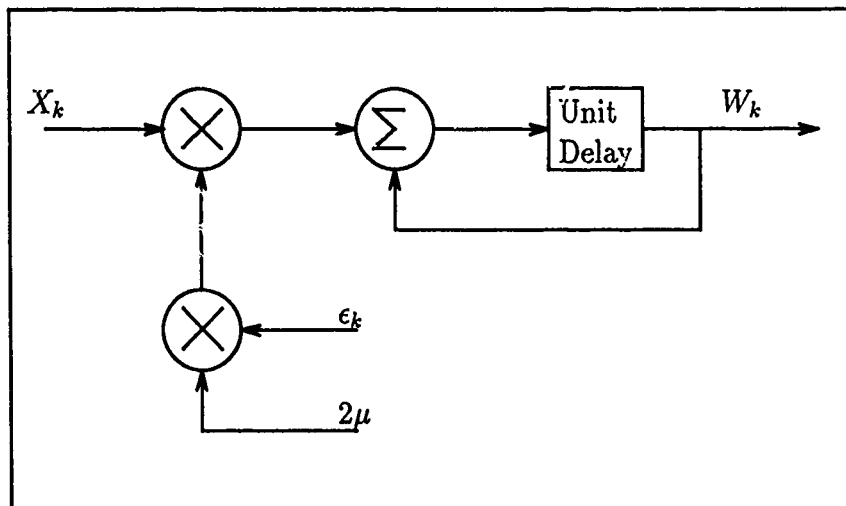 X_k
Σ
Unit
Delay
W_k
ϵ_k
2μ